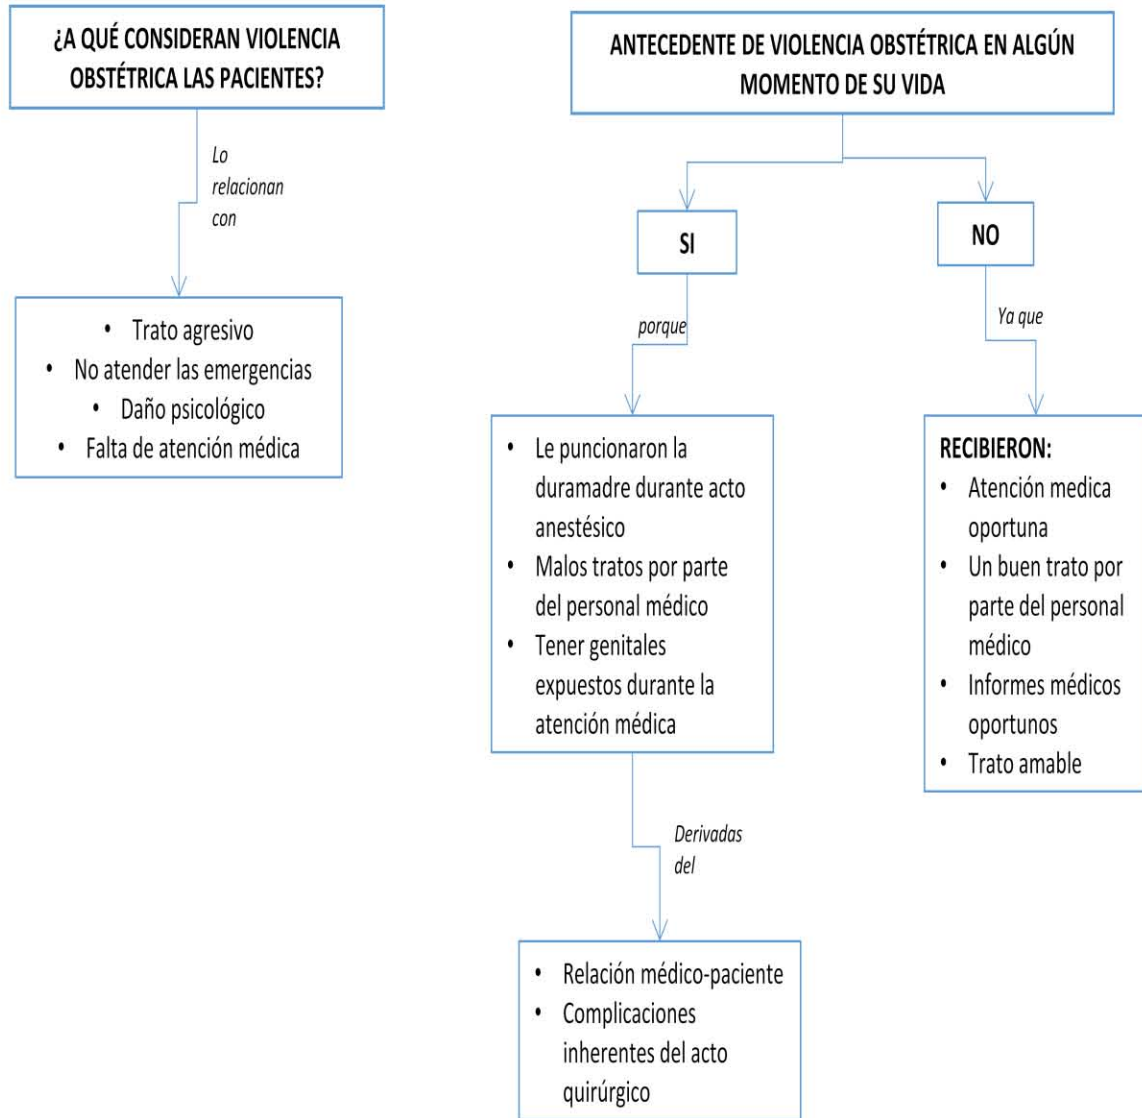 ¿A QUÉ CONSIDERAN VIOLENCIA
OBSTÉTRICA LAS PACIENTES?
Lo
relacionan
con
• Trato agresivo
• No atender las emergencias
• Daño psicológico
• Falta de atención médica
ANTECEDENTE DE VIOLENCIA OBSTÉTRICA EN ALGÚN
MOMENTO DE SU VIDA
SI
porque
• Le puncionaron la
duramadre durante acto
anestésico
• Malos tratos por parte
del personal médico
• Tener genitales
expuestos durante la
atención médica
Derivadas
del
• Relación médico-paciente
• Complicaciones
inherentes del acto
quirúrgico
NO
Ya que
RECIBIERON:
• Atención medica
oportuna
• Un buen trato por
parte del personal
médico
• Informes médicos
oportunos
• Trato amable